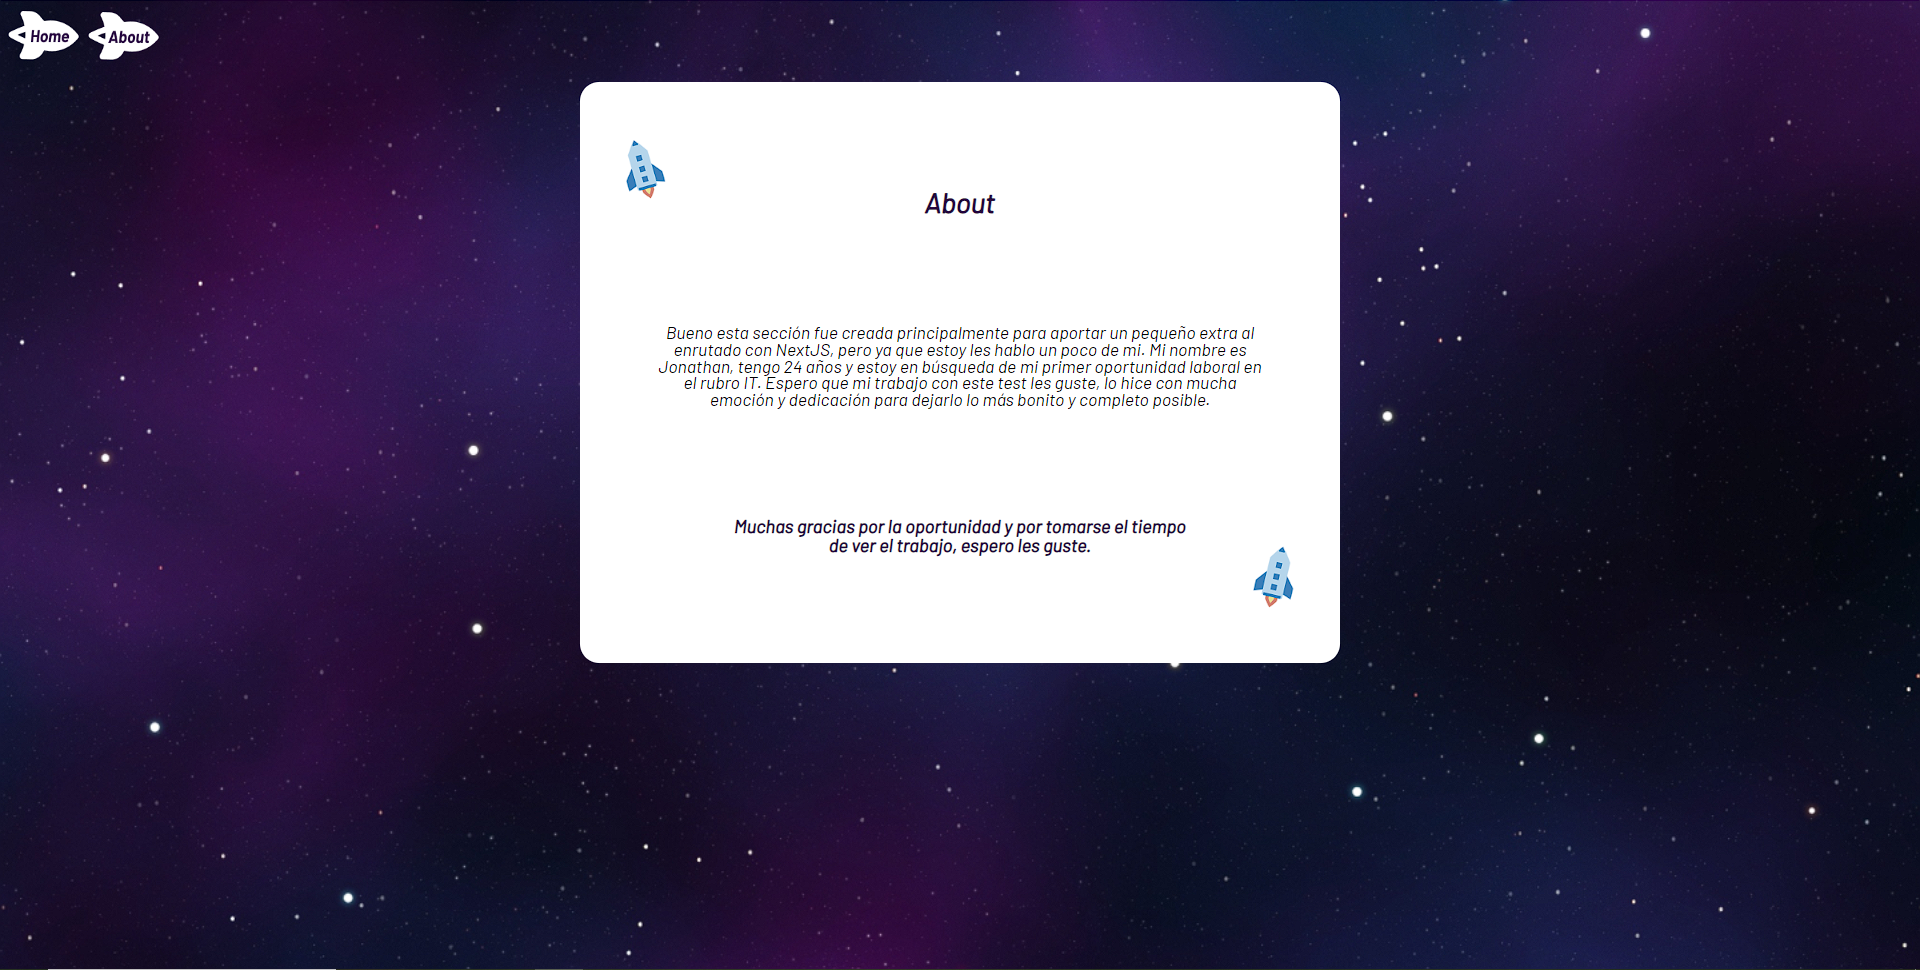 Home
About
About
Bueno esta sección fue creada principalmente para aportar un pequeño extra al
enrutado con NextJS, pero ya que estoy les hablo un poco de mi. Mi nombre es
Jonathan, tengo 24 años y estoy en búsqueda de mi primer oportunidad laboral en
el rubro IT. Espero que mi trabajo con este test les guste, lo hice con mucha
emoción y dedicación para dejarlo lo más bonito y completo posible.
Muchas gracias por la oportunidad y por tomarse el tiempo
de ver el trabajo, espero les guste.